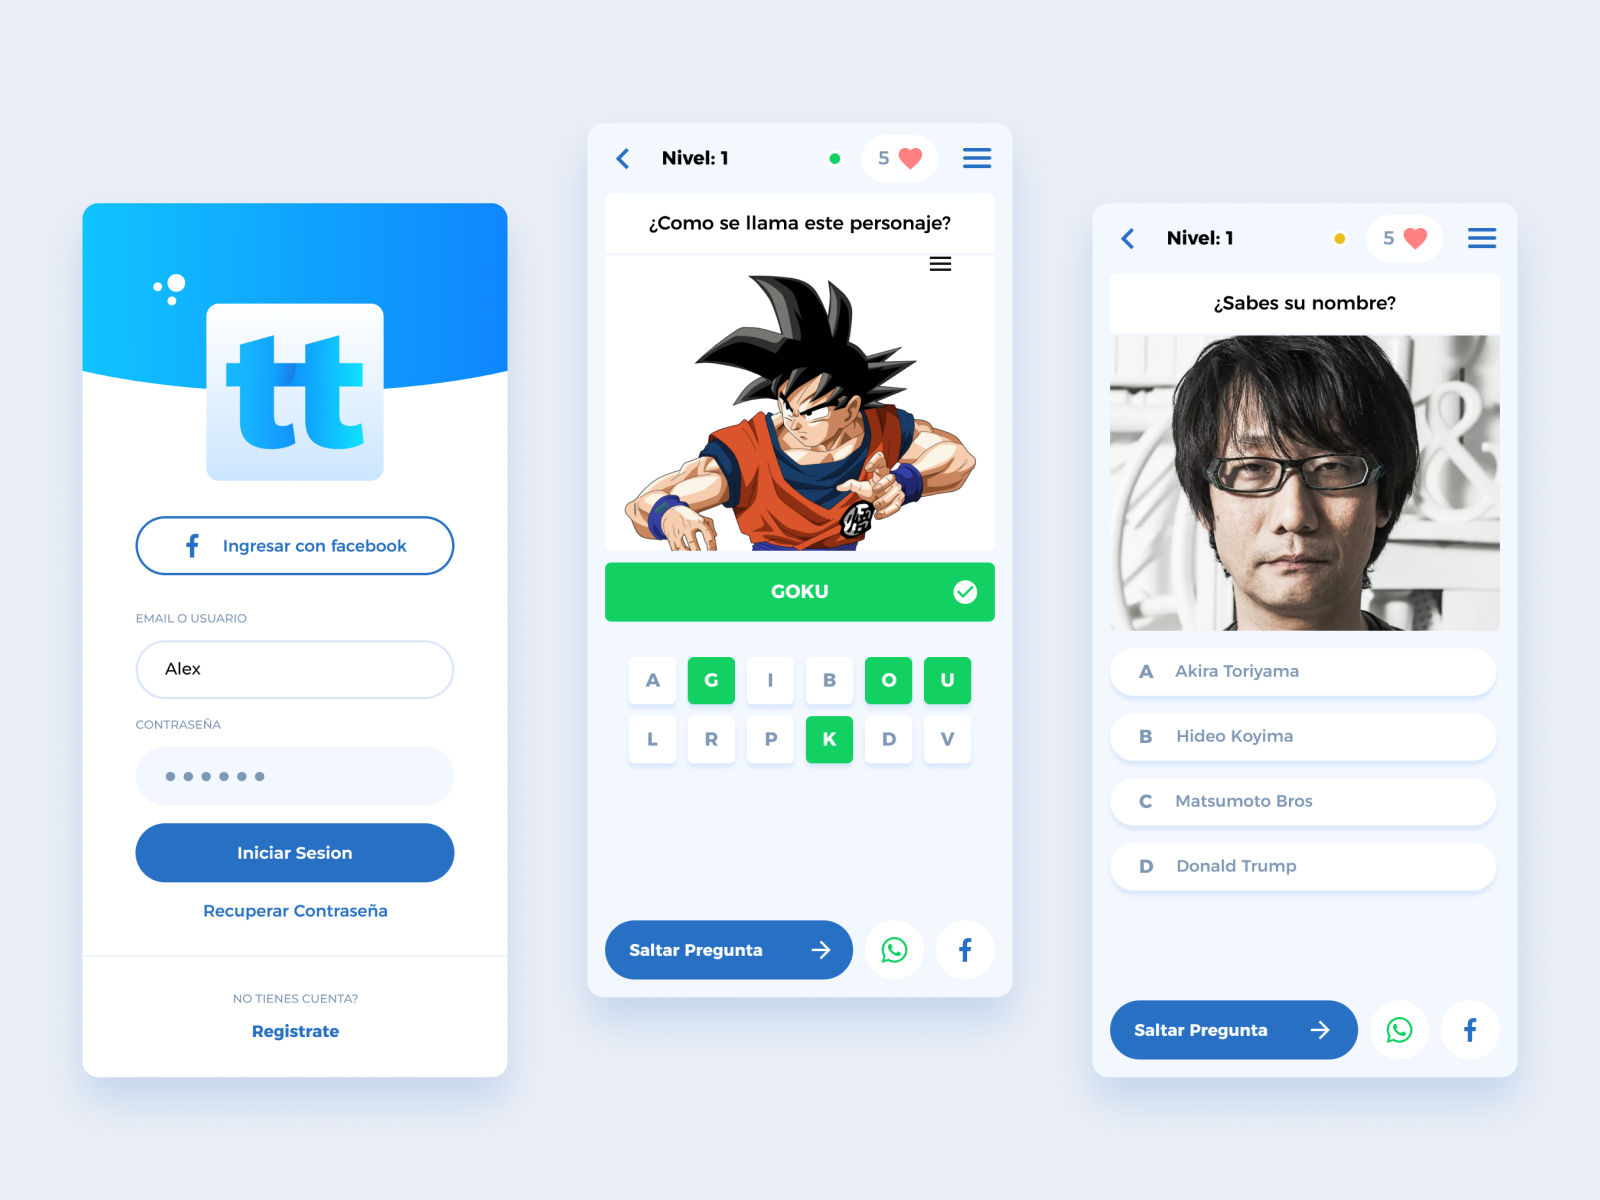 tt
Ingresar con facebook
EMAIL O USUARIO
Alex
CONTRASEÑA
Iniciar Sesion
Recuperar Contraseña
NO TIENES CUENTA?
Registrate
Nivel: 1
5
¿Como se llama este personaje?
GOKU
A G I B O U
L R P K D V
Saltar Pregunta
Nivel: 1
5
¿Sabes su nombre?
&
A Akira Toriyama
B Hideo Koyima
C Matsumoto Bros
D Donald Trump
Saltar Pregunta